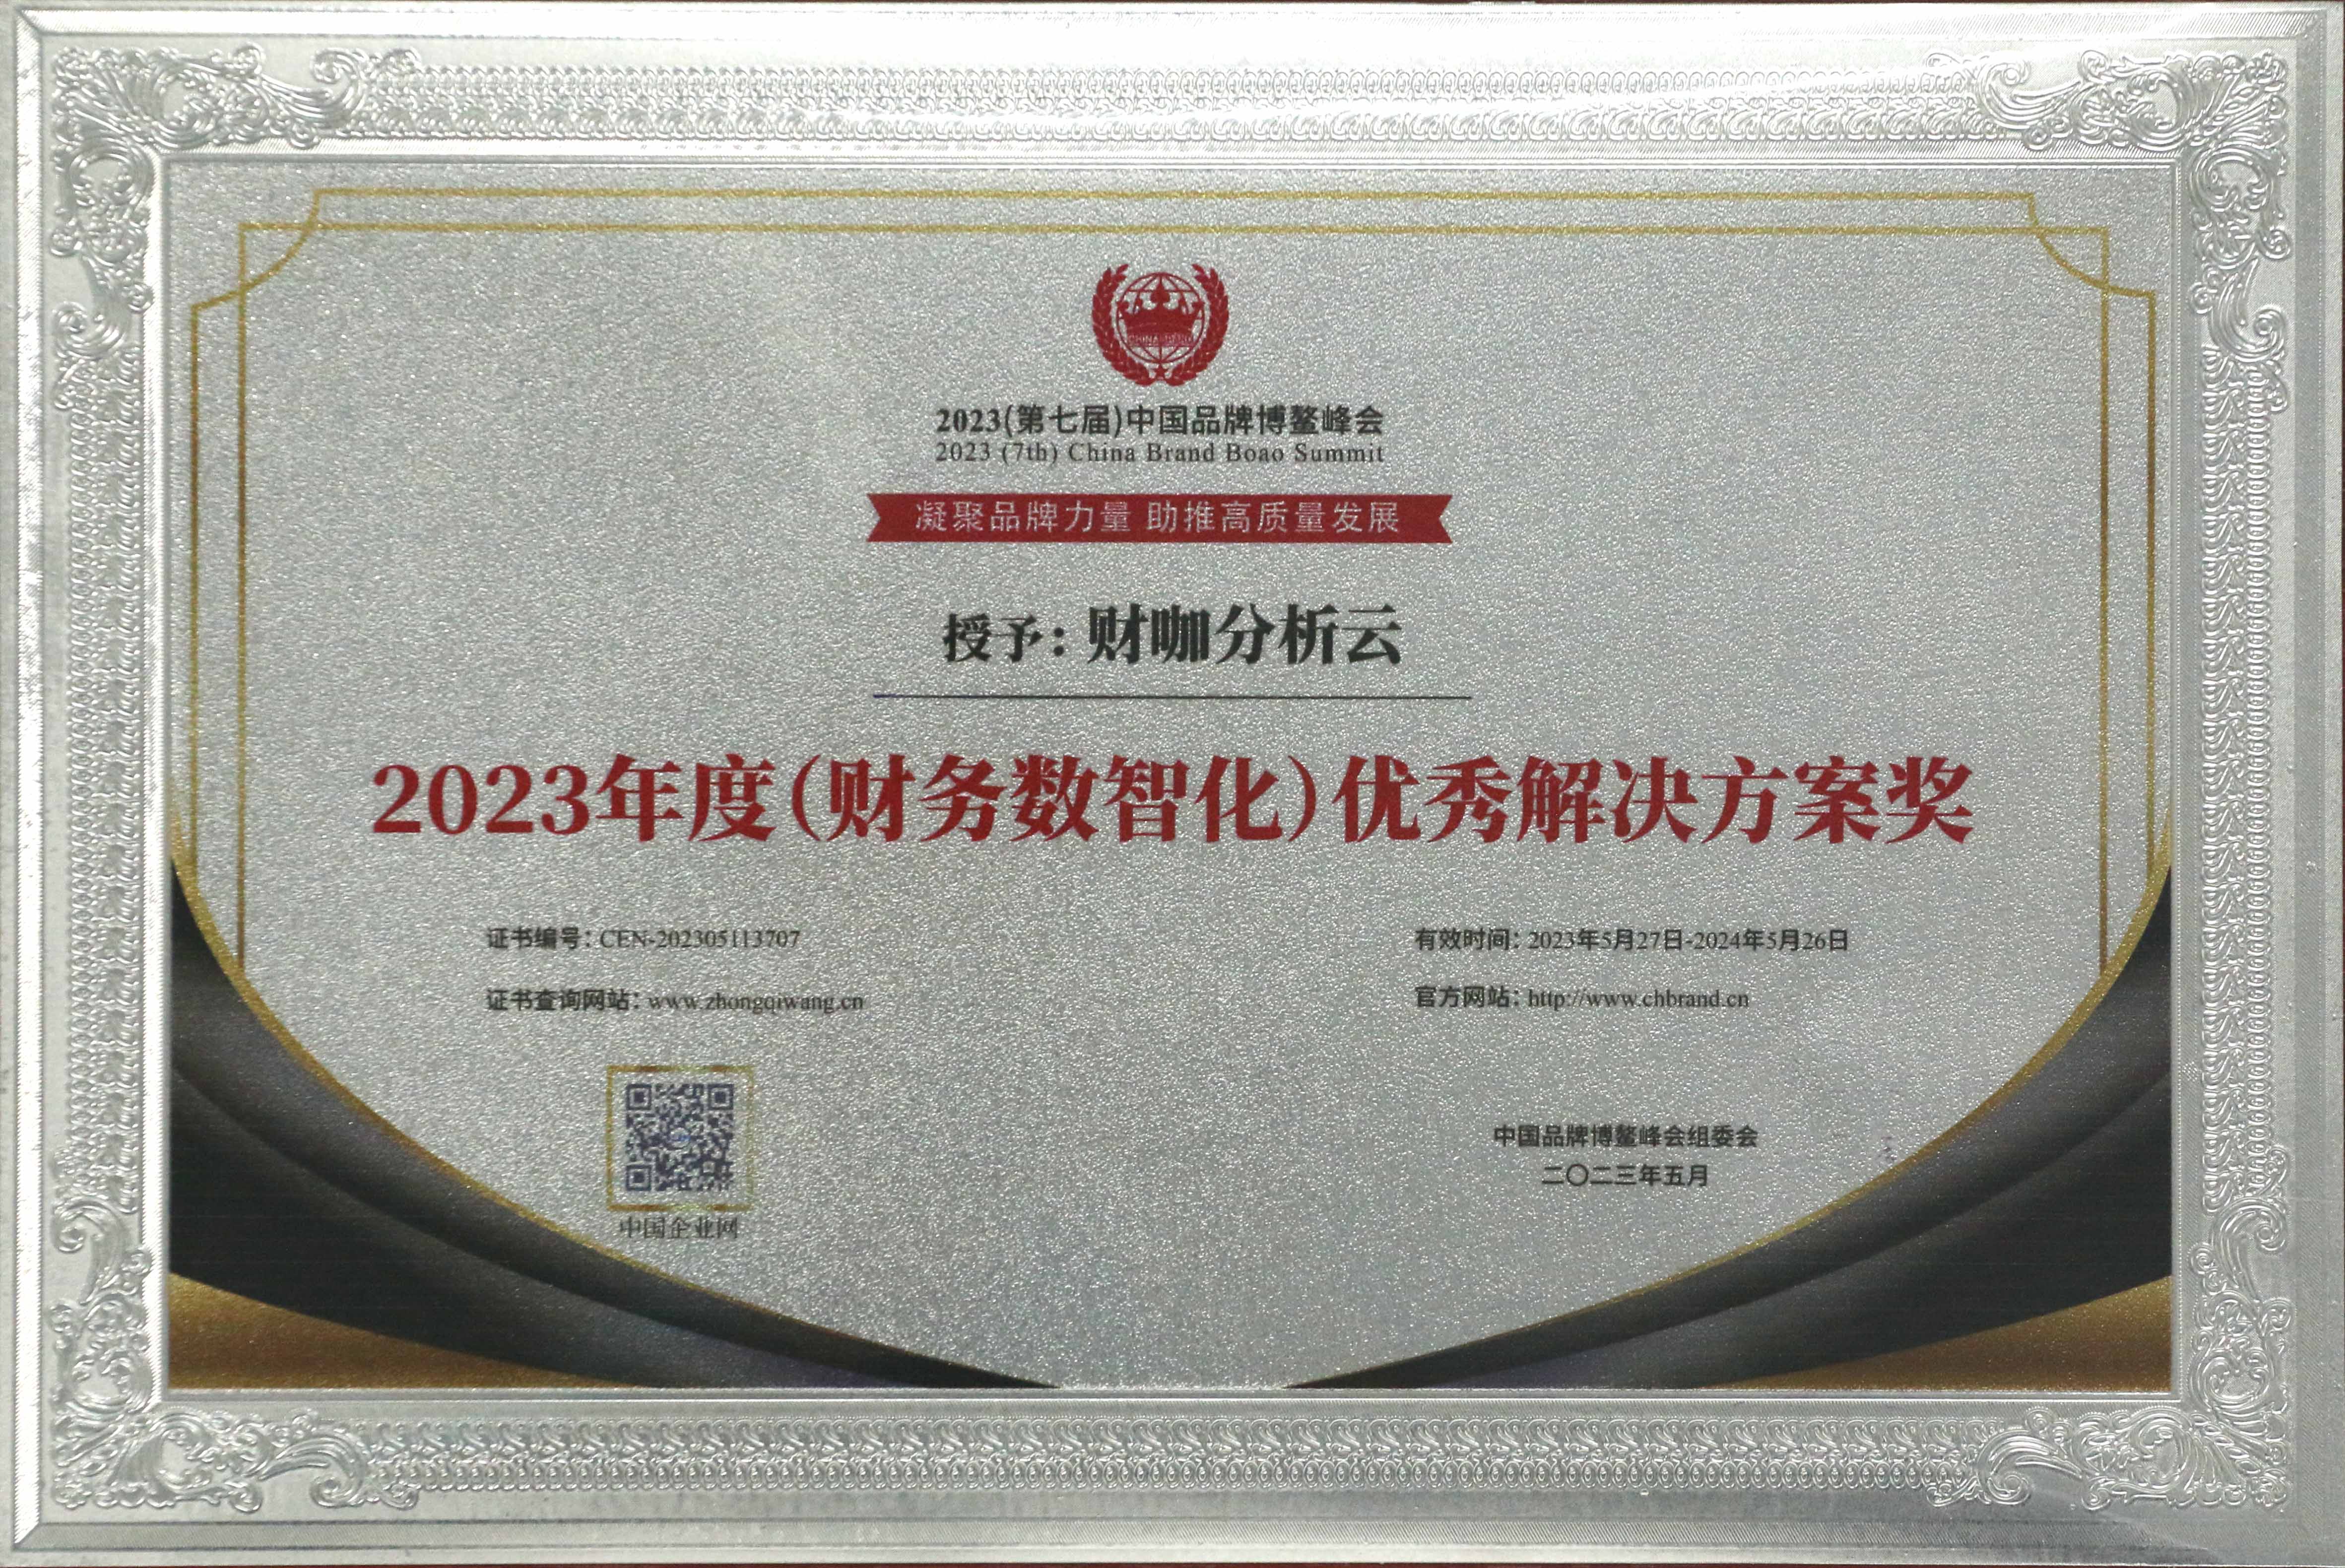 2023(第七届)中国品牌博鳌峰会
2023 (7th) China Brand Boao Summit
凝聚品牌力量 助推高质量发展
授予：财咖分析云
2023年度(财务数智化)优秀解决方案奖
证书编号：CEN-202305113707
有效时间：2023年5月27日-2024年5月26日
证书查询网站：www.zhongqiwang.cn
官方网站：http://www.chbrand.cn
中国品牌博鳌峰会组委会
二〇二三年五月
中国企业网